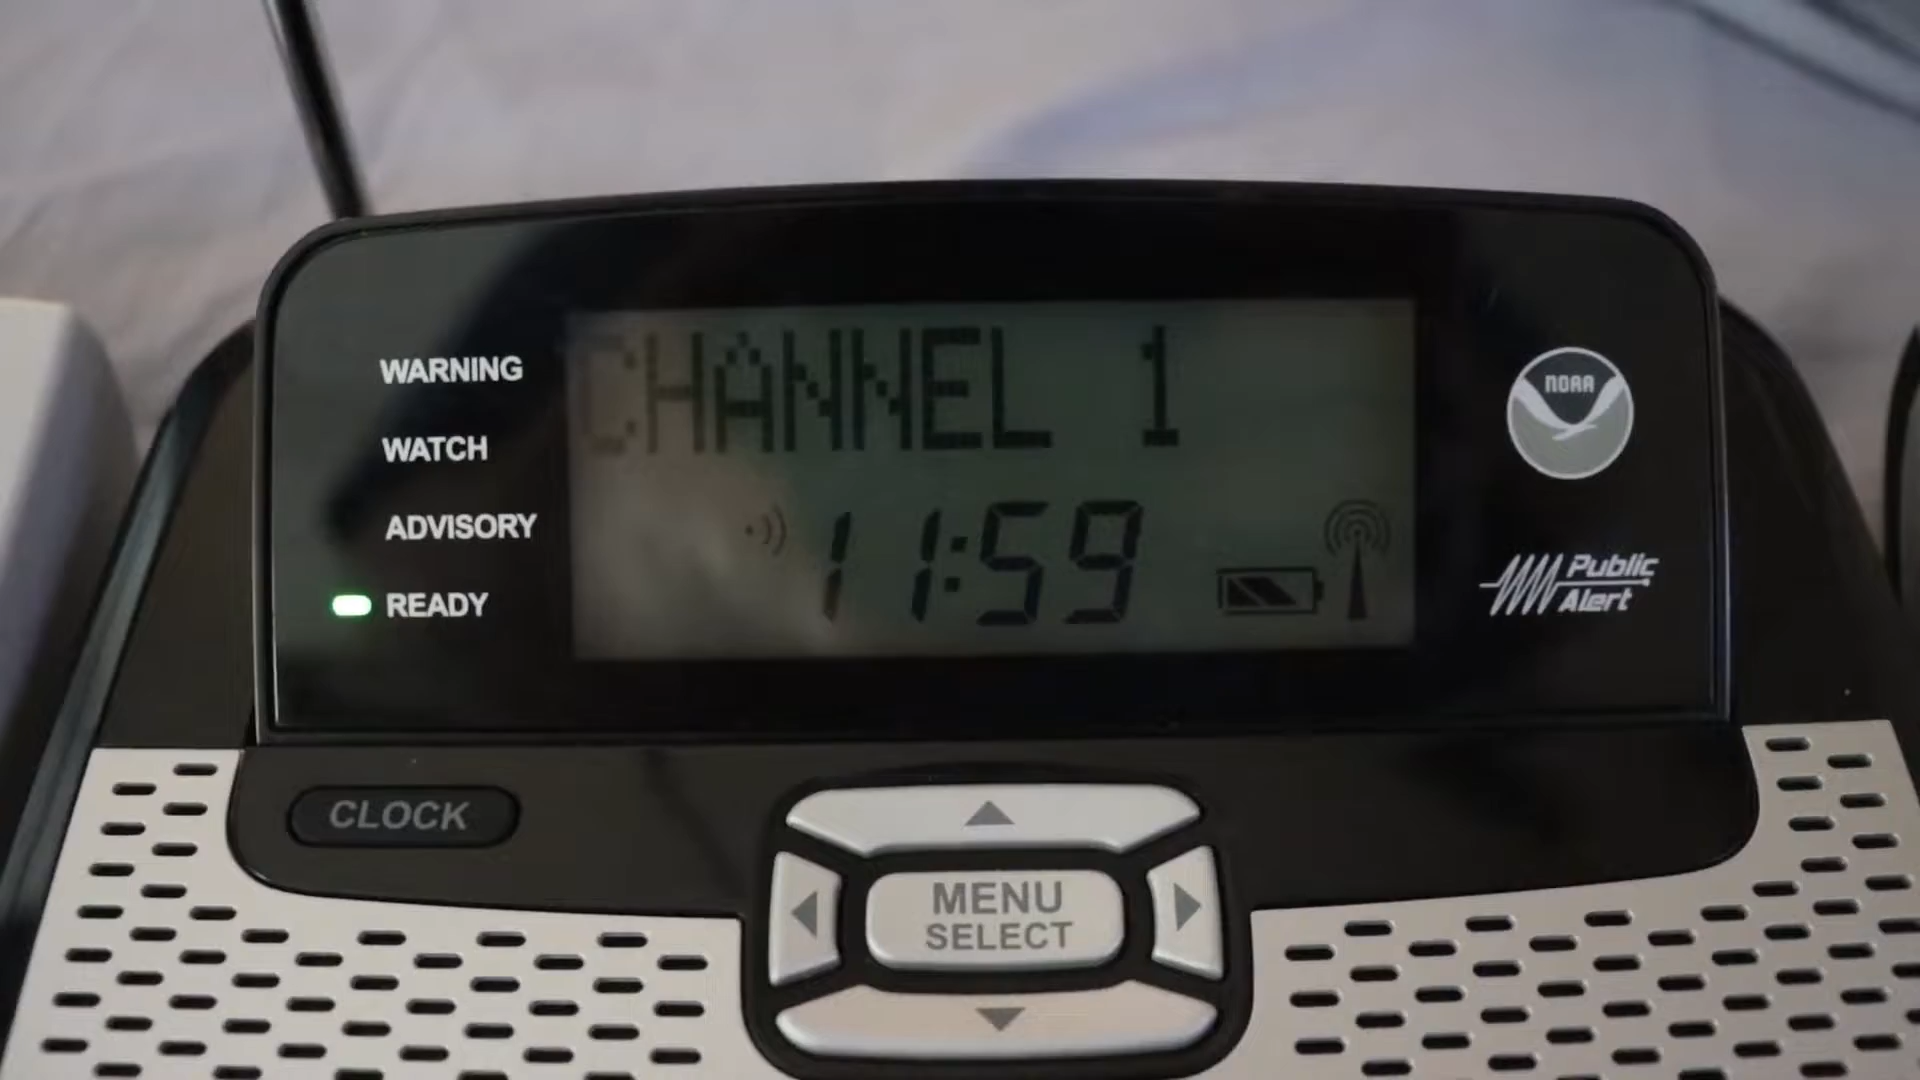 CHANNEL 1
WARNING
NOAA
WATCH
ADVISORY
11:59
Public
Alert
READY
CLOCK
MENU
SELECT